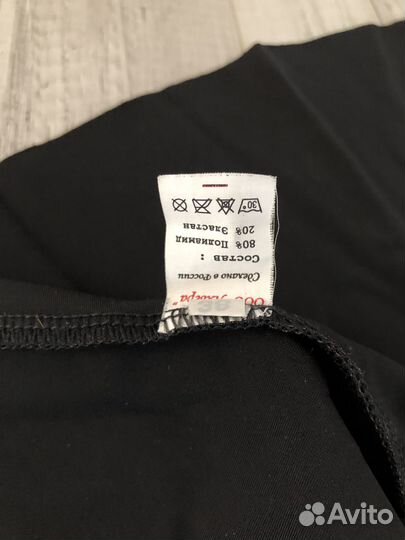 Сделано в России
Состав :
80% Полиамид
20% Эластан
30°
Avito